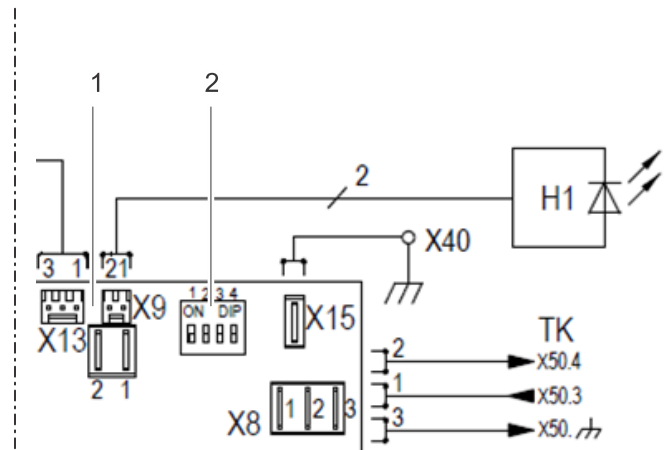 1 2
2
H1
X40
3 1 21
1 2 3 4
ON DIP
X13 X9 X15
TK
2 X50.4
2 1
1 X50.3
X8 1 2 3
3 X50.